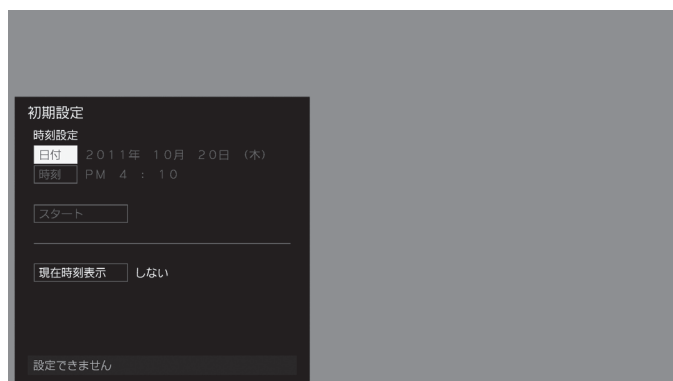 初期設定
時刻設定
日付 2011年 10月 20日 (木)
時刻 PM 4 : 10
スタート
現在時刻表示 しない
設定できません